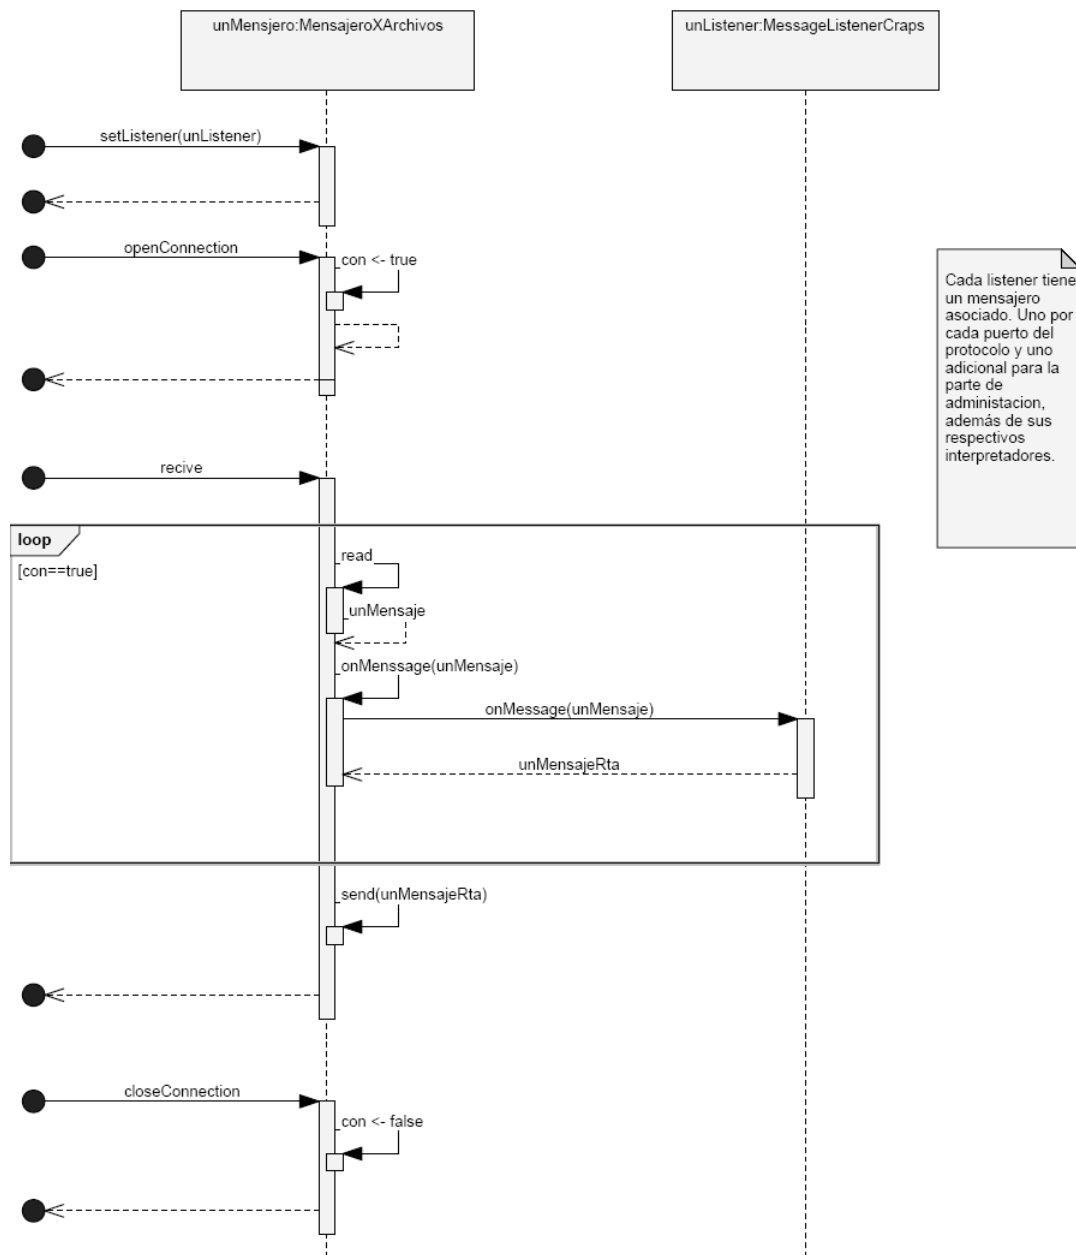 unMensjero:MensajeroXArchivos
unListener:MessageListenerCraps
setListener(unListener)
openConnection
con <- true
Cada listener tiene
un mensajero
asociado. Uno por
cada puerto del
protocolo y uno
adicional para la
parte de
administacion,
además de sus
respectivos
interpretadores.
recive
loop
[con==true]
read
unMensaje
onMenssage(unMensaje)
onMessage(unMensaje)
unMensajeRta
send(unMensajeRta)
closeConnection
con <- false